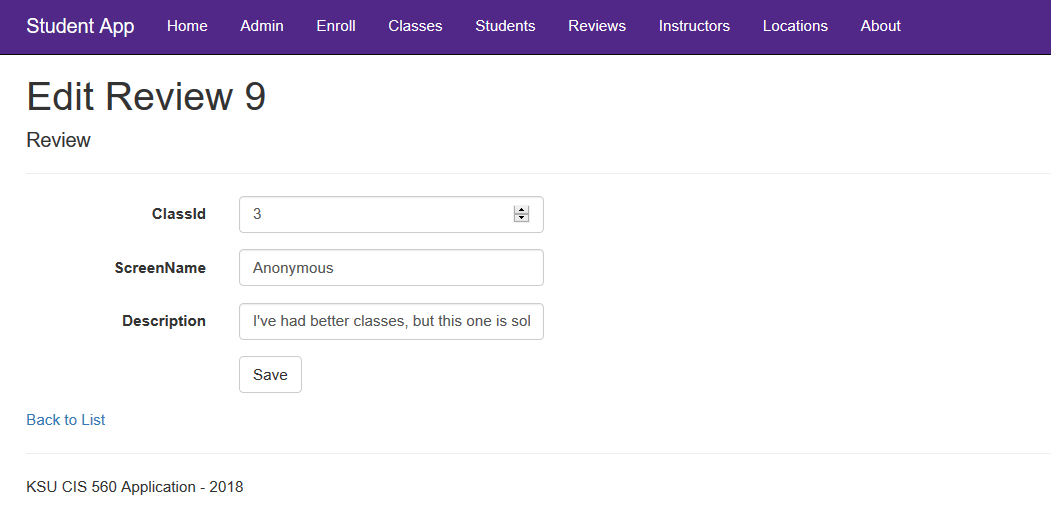 Student App Home Admin Enroll Classes Students Reviews Instructors Locations About
Edit Review 9
Review
ClassId 3
ScreenName Anonymous
Description I've had better classes, but this one is sol
Save
Back to List
KSU CIS 560 Application - 2018